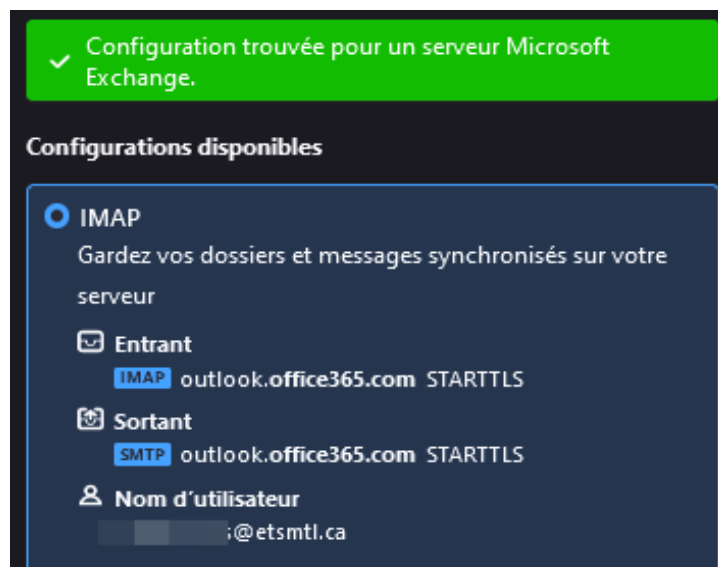 Configuration trouvée pour un serveur Microsoft
Exchange.
Configurations disponibles
IMAP
Gardez vos dossiers et messages synchronisés sur votre
serveur
Entrant
IMAP outlook.office365.com STARTTLS
Sortant
SMTP outlook.office365.com STARTTLS
Nom d’utilisateur
@etsmtl.ca